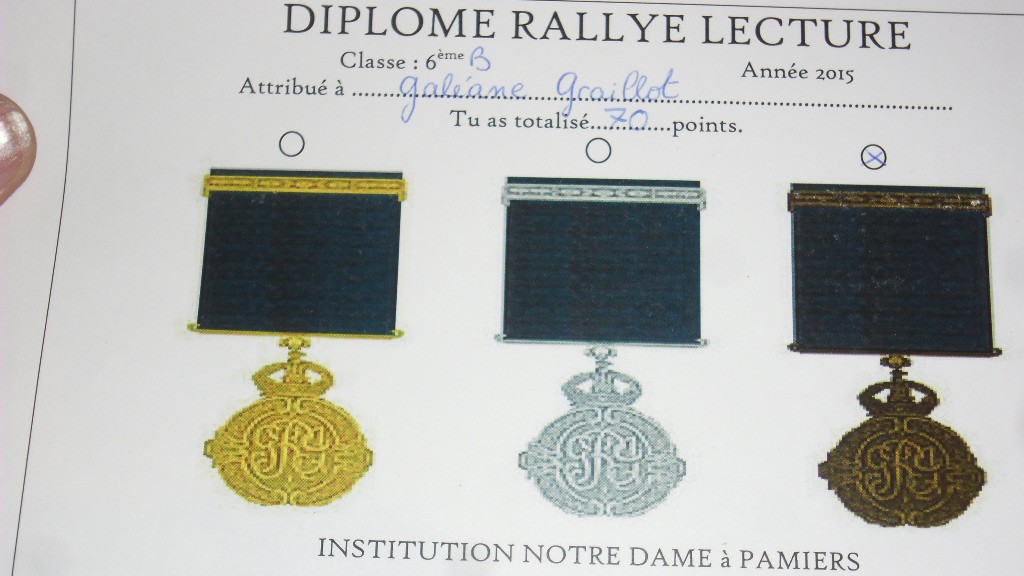 DIPLOME RALLYE LECTURE
Classe : 6ème B
Année 2015
Attribué à galéane Graillot
Tu as totalisé......70......points.
INSTITUTION NOTRE DAME à PAMIERS